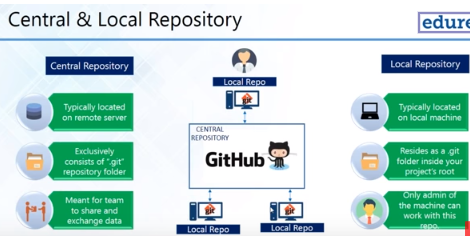 Central & Local Repository
edure
Central Repository
Typically located
on remote server
Exclusively
consists of ".git"
repository folder
Meant for team
to share and
exchange data
Local Repo
git
CENTRAL
REPOSITORY
GitHub
git
git
Local Repo
Local Repo
Local Repository
Typically located
on local machine
Resides as a .git
folder inside your
project's root
Only admin of
the machine can
work with this
repo.